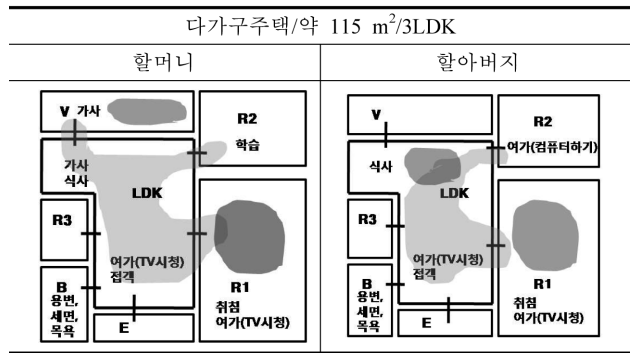 다가구주택/약 115 m²/3LDK
할머니
할아버지
V 가사
R2
학습
가사
식사
LDK
R3
여가(TV시청)
접객
B
용변,
세면,
목욕
R1
취침
여가(TV시청)
E
V
R2
여가(컴퓨터하기)
식사
LDK
R3
여가(TV시청)
접객
B
용변,
세면,
목욕
R1
취침
여가(TV시청)
E